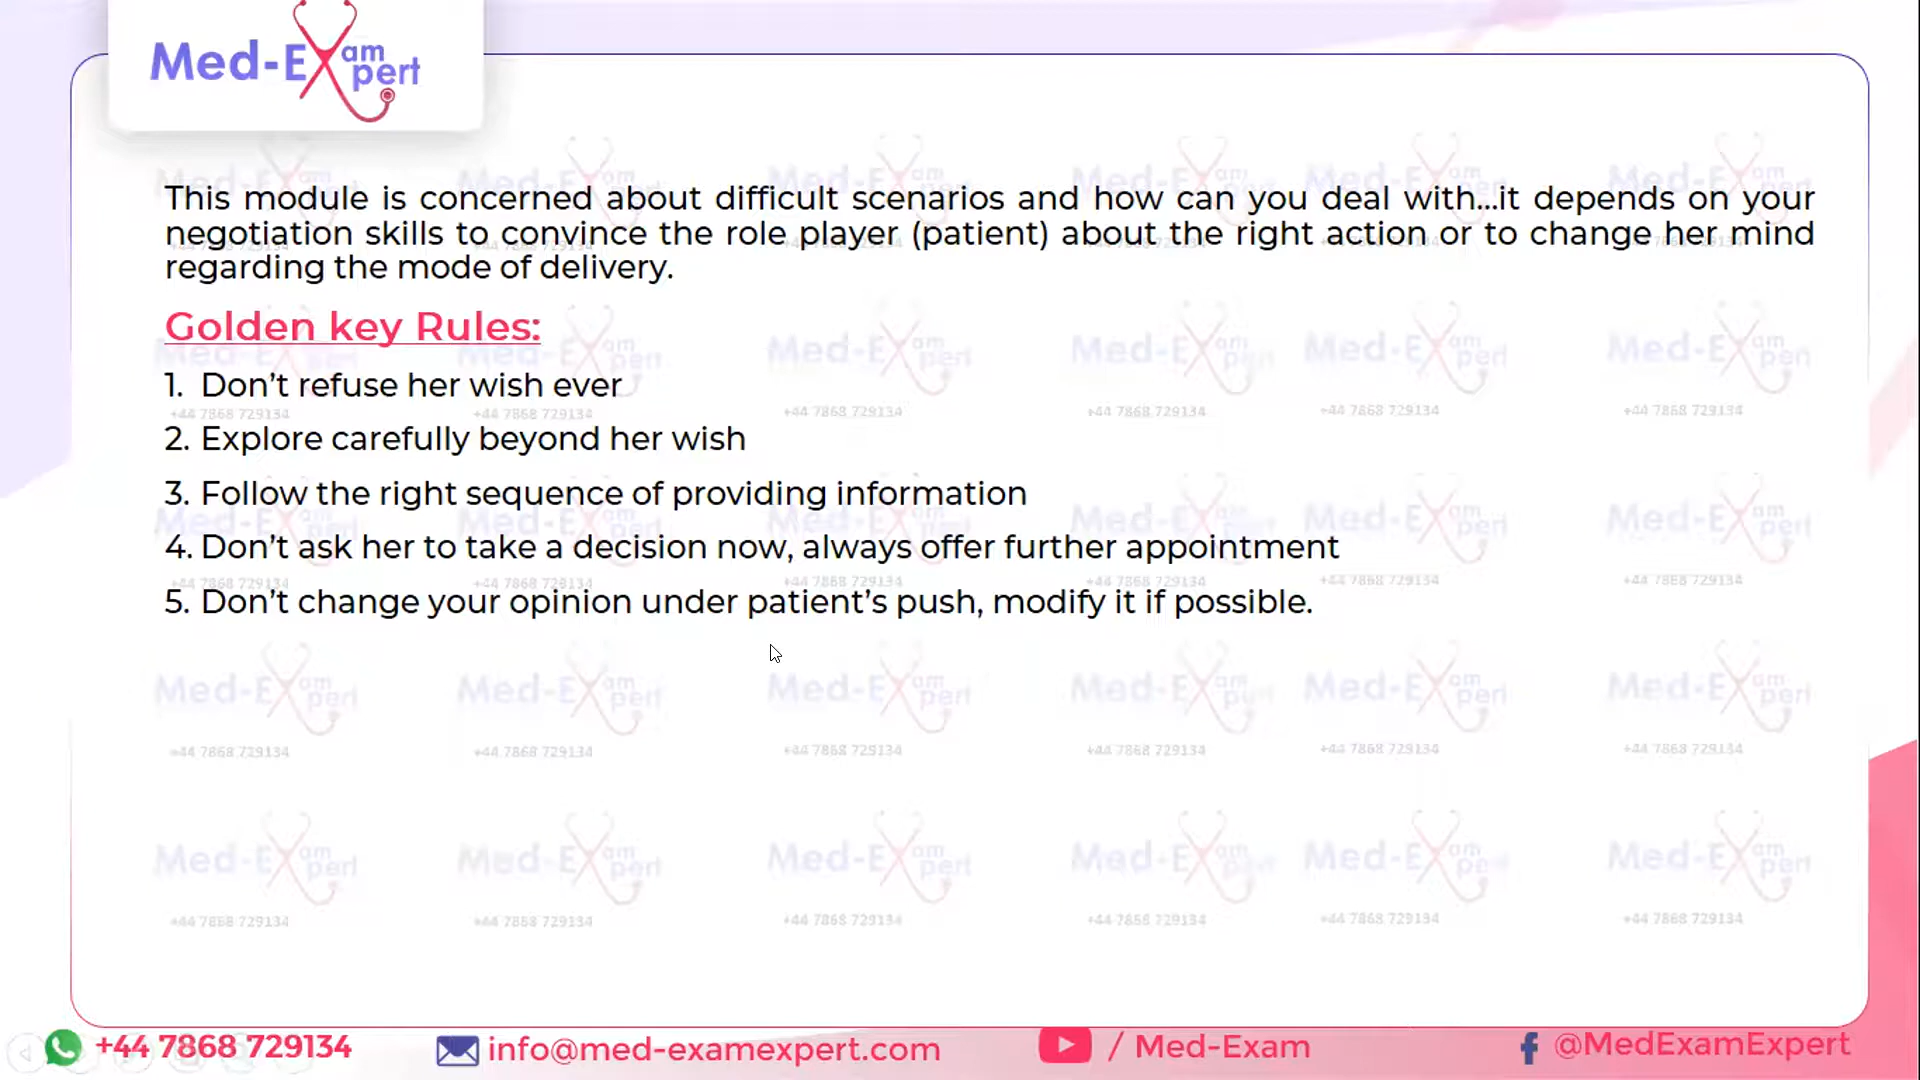 Med-Exam
pert
This module is concerned about difficult scenarios and how can you deal with...it depends on your
negotiation skills to convince the role player (patient) about the right action or to change her mind
regarding the mode of delivery.
Golden key Rules:
1. Don't refuse her wish ever
2. Explore carefully beyond her wish
3. Follow the right sequence of providing information
4. Don't ask her to take a decision now, always offer further appointment
5. Don't change your opinion under patient's push, modify it if possible.
+44 7868 729134
info@med-examexpert.com
/ Med-Exam
@MedExamExpert